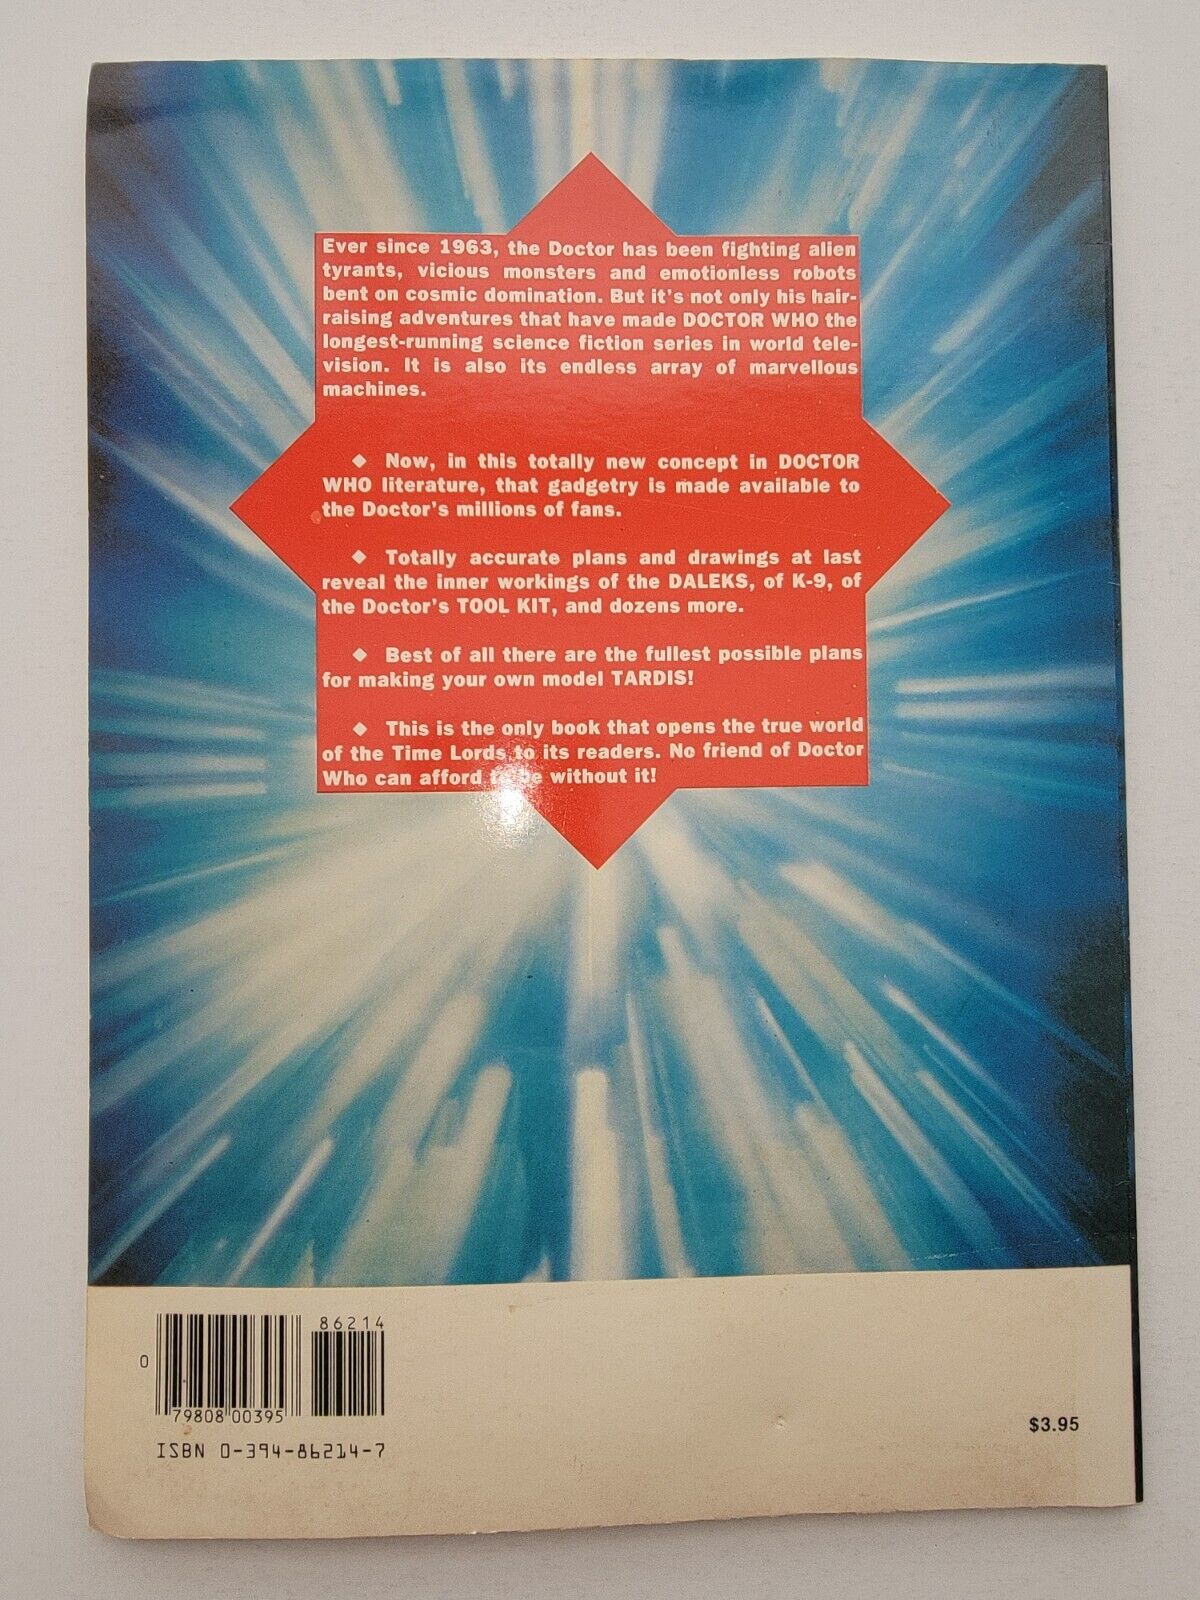 Ever since 1963, the Doctor has been fighting alien
tyrants, vicious monsters and emotionless robots
bent on cosmic domination. But it's not only his hair-
raising adventures that have made DOCTOR WHO the
longest-running science fiction series in world tele-
vision. It is also its endless array of marvellous
machines.
◆ Now, in this totally new concept in DOCTOR
WHO literature, that gadgetry is made available to
the Doctor's millions of fans.
◆ Totally accurate plans and drawings at last
reveal the inner workings of the DALEKS, of K-9, of
the Doctor's TOOL KIT, and dozens more.
◆ Best of all there are the fullest possible plans
for making your own model TARDIS!
◆ This is the only book that opens the true world
of the Time Lords to its readers. No friend of Doctor
Who can afford to be without it!
86214
0
79808 00395
ISBN 0-394-86214-7
$3.95